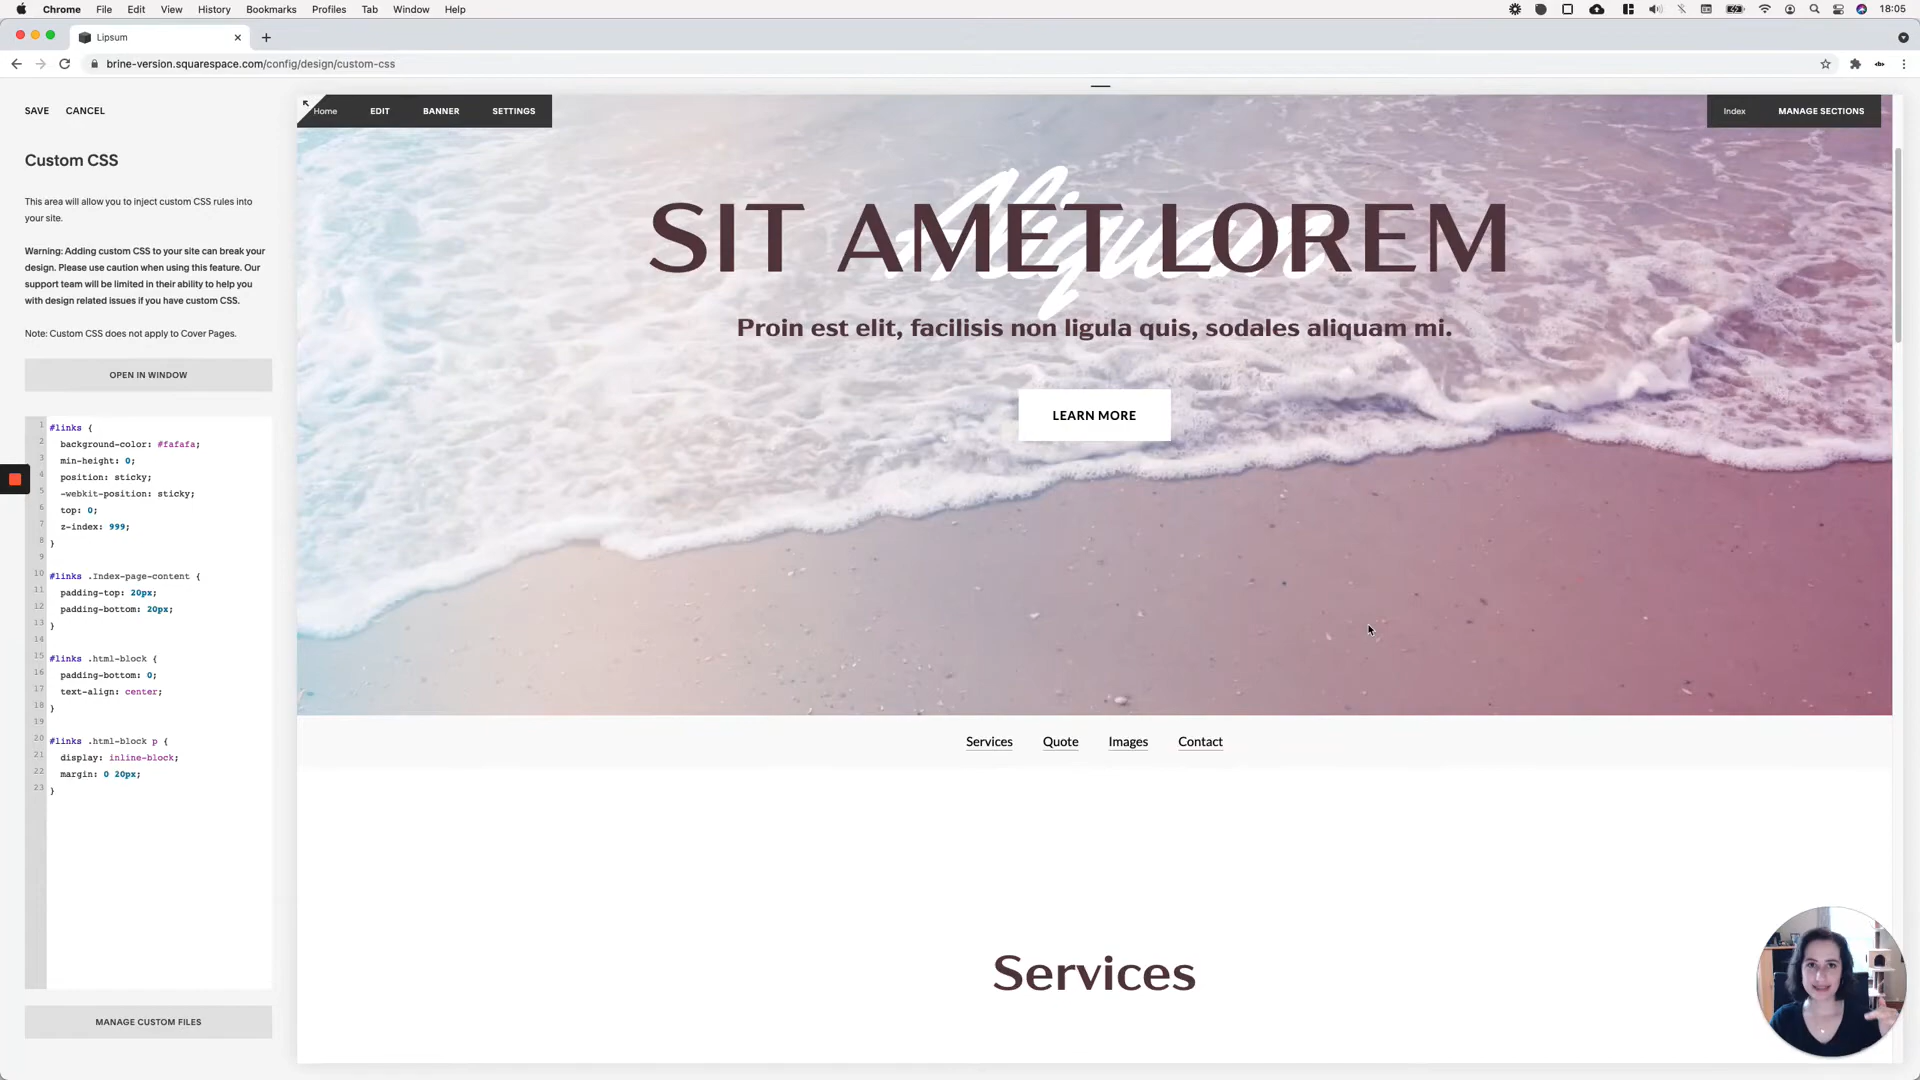 Chrome File Edit View History Bookmarks Profiles Tab Window Help 18:05
Lipsum
brine-version.squarespace.com/config/design/custom-css
SAVE CANCEL
Custom CSS
This area will allow you to inject custom CSS rules into
your site.
Warning: Adding custom CSS to your site can break your
design. Please use caution when using this feature. Our
support team will be limited in their ability to help you
with design related issues if you have custom CSS.
Note: Custom CSS does not apply to Cover Pages.
OPEN IN WINDOW
1 #links {
2 background-color: #fafafa;
3 min-height: 0;
4 position: sticky;
5 -webkit-position: sticky;
6 top: 0;
7 z-index: 999;
8 }
9
10 #links .Index-page-content {
11 padding-top: 20px;
12 padding-bottom: 20px;
13 }
14
15 #links .html-block {
16 padding-bottom: 0;
17 text-align: center;
18 }
19
20 #links .html-block p {
21 display: inline-block;
22 margin: 0 20px;
23 }
MANAGE CUSTOM FILES
Home EDIT BANNER SETTINGS
Index MANAGE SECTIONS
Aliquam
SIT AMET LOREM
Proin est elit, facilisis non ligula quis, sodales aliquam mi.
LEARN MORE
Services Quote Images Contact
Services